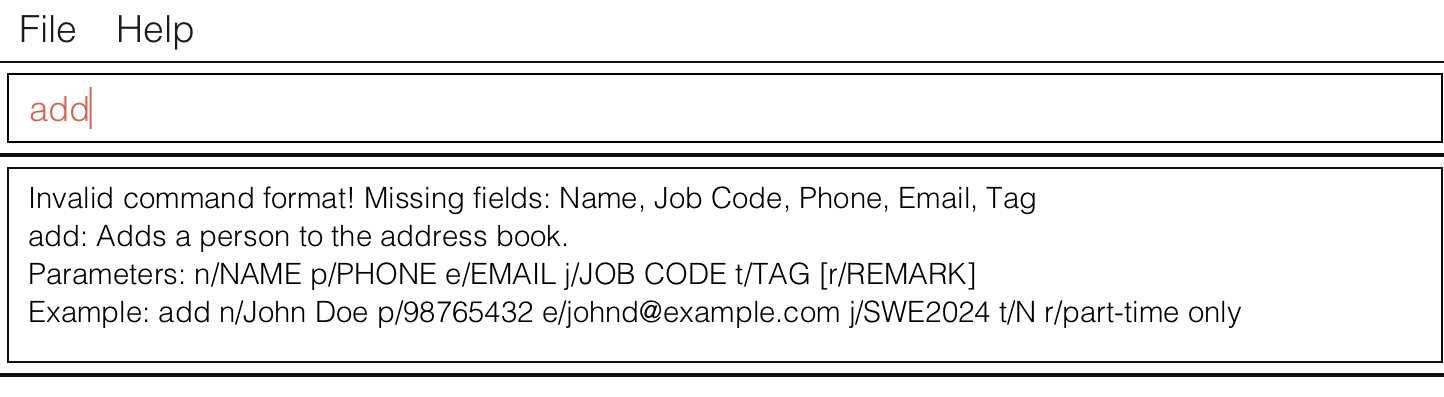 File Help
add
Invalid command format! Missing fields: Name, Job Code, Phone, Email, Tag
add: Adds a person to the address book.
Parameters: n/NAME p/PHONE e/EMAIL j/JOB CODE t/TAG [r/REMARK]
Example: add n/John Doe p/98765432 e/johnd@example.com j/SWE2024 t/N r/part-time only